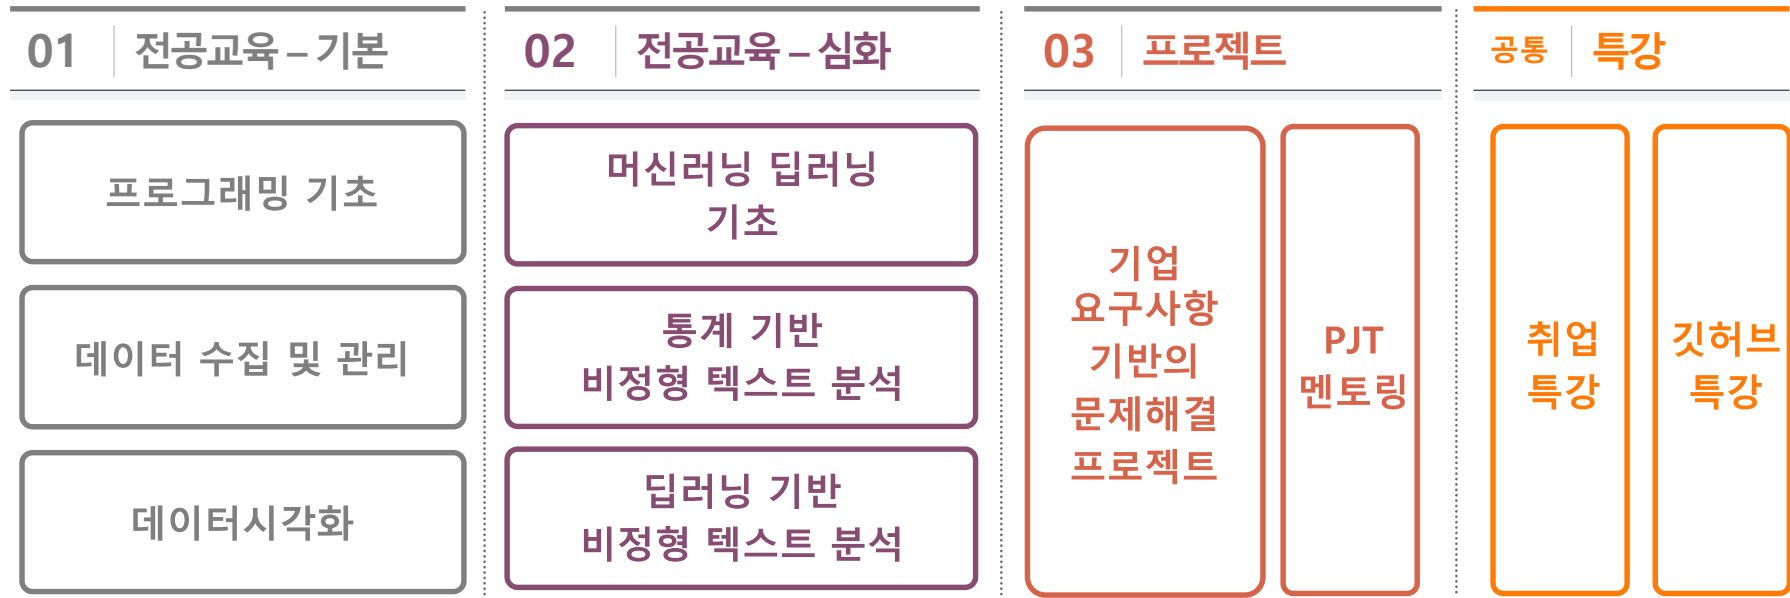 01 전공교육 – 기본
프로그래밍 기초
데이터 수집 및 관리
데이터시각화
02 전공교육 – 심화
머신러닝 딥러닝
기초
통계 기반
비정형 텍스트 분석
딥러닝 기반
비정형 텍스트 분석
03 프로젝트
기업
요구사항
기반의
문제해결
프로젝트
PJT
멘토링
공통 특강
취업
특강
깃허브
특강